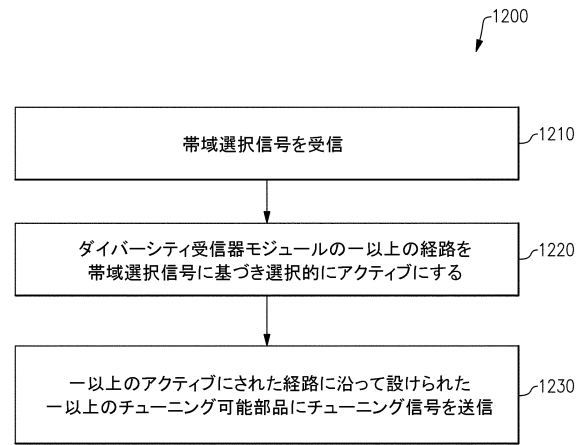 1200
帯域選択信号を受信
1210
ダイバーシティ受信器モジュールの一以上の経路を
帯域選択信号に基づき選択的にアクティブにする
1220
一以上のアクティブにされた経路に沿って設けられた
一以上のチューニング可能部品にチューニング信号を送信
1230